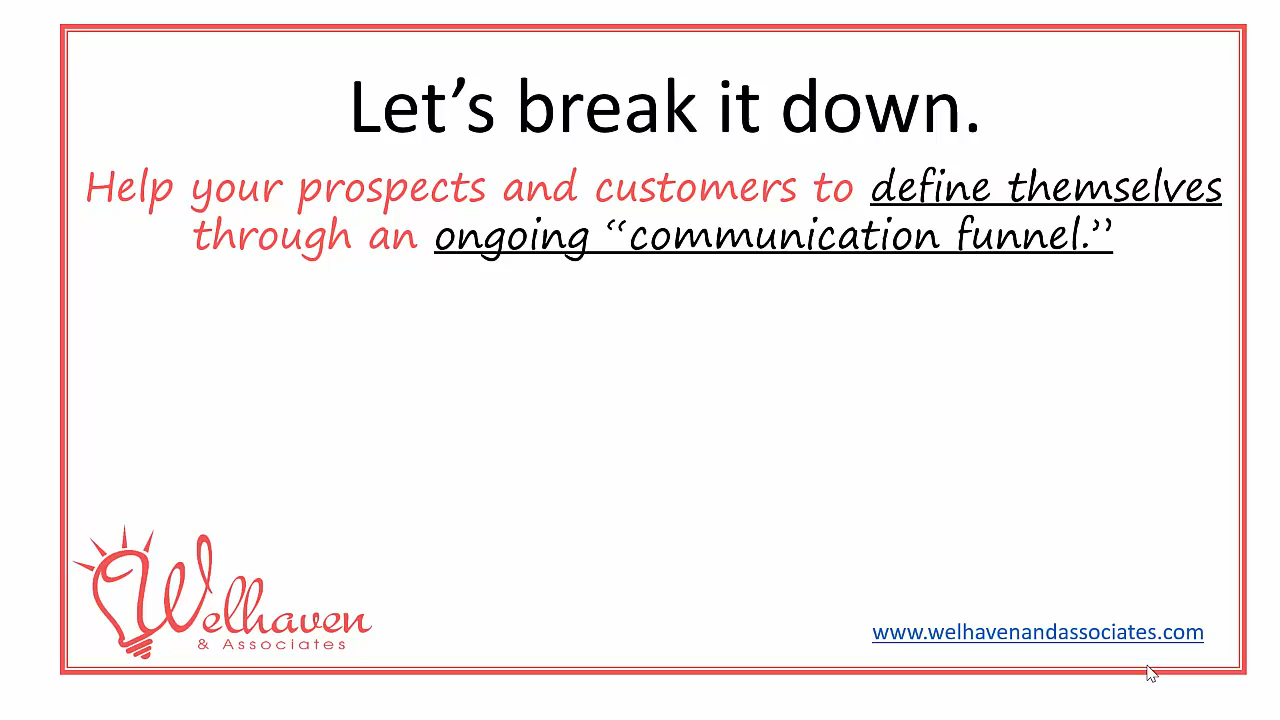 Let’s break it down.
Help your prospects and customers to define themselves
through an ongoing “communication funnel.”
Welhaven
& Associates
www.welhavenandassociates.com